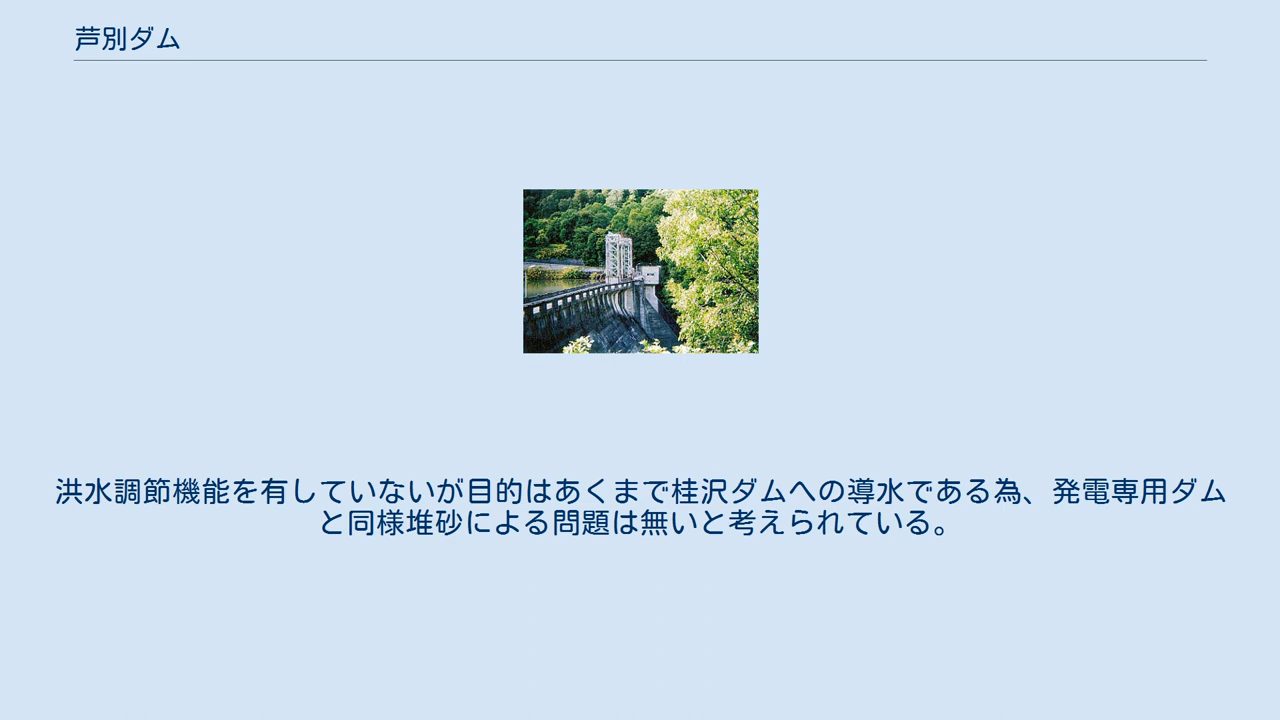 芦別ダム
洪水調節機能を有していないが目的はあくまで桂沢ダムへの導水である為、発電専用ダム
と同様堆砂による問題は無いと考えられている。